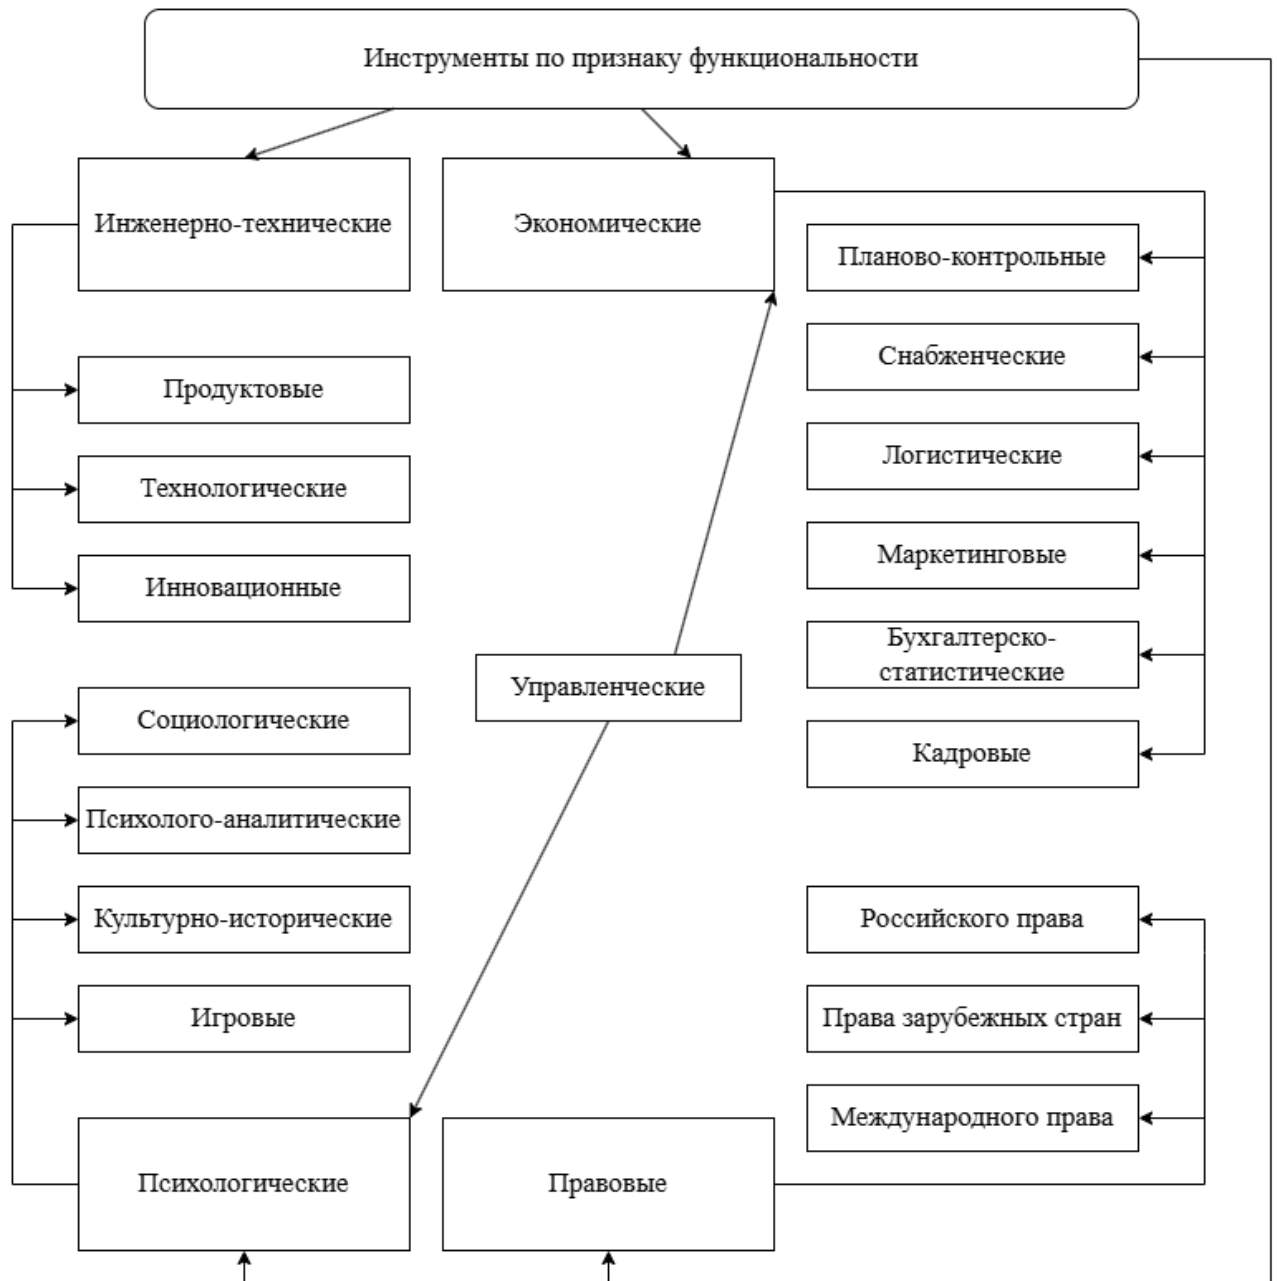 Инструменты по признаку функциональности
Инженерно-технические
Экономические
Планово-контрольные
Снабженческие
Продуктовые
Логистические
Технологические
Маркетинговые
Инновационные
Бухгалтерско-
статистические
Управленческие
Социологические
Кадровые
Психолого-аналитические
Культурно-исторические
Российского права
Игровые
Права зарубежных стран
Международного права
Психологические
Правовые